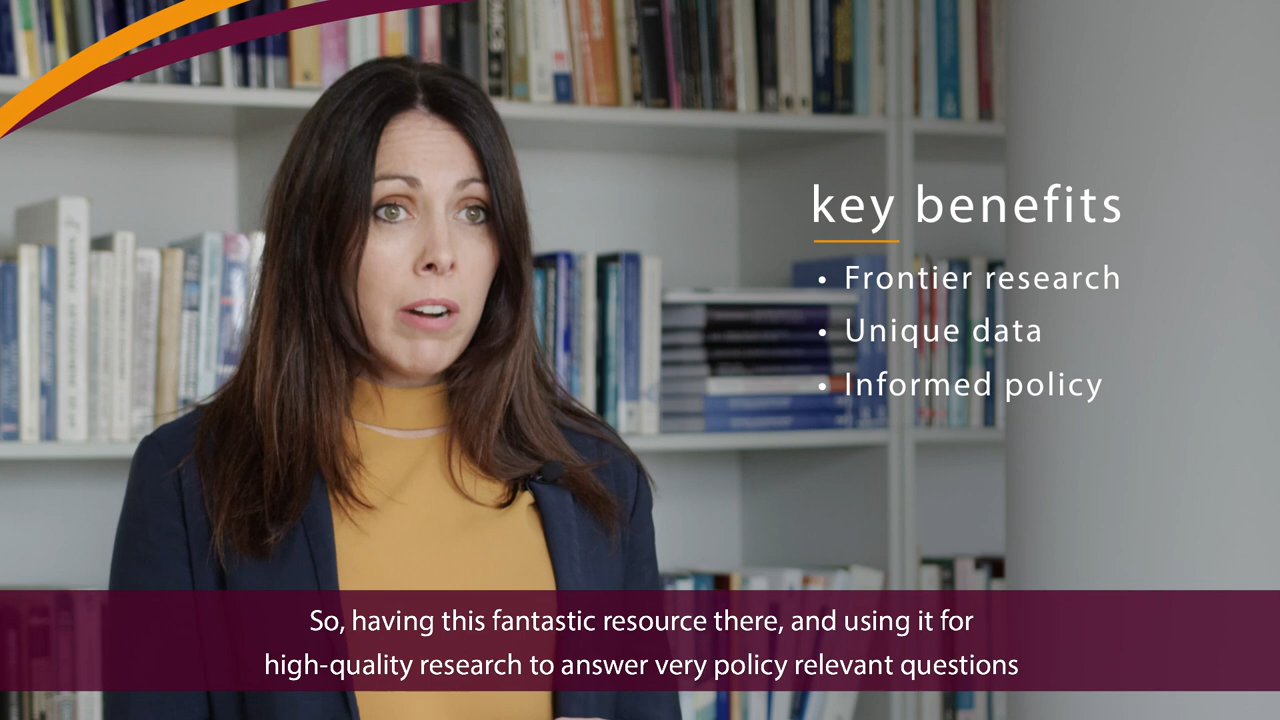 key benefits
• Frontier research
• Unique data
• Informed policy
So, having this fantastic resource there, and using it for
high-quality research to answer very policy relevant questions